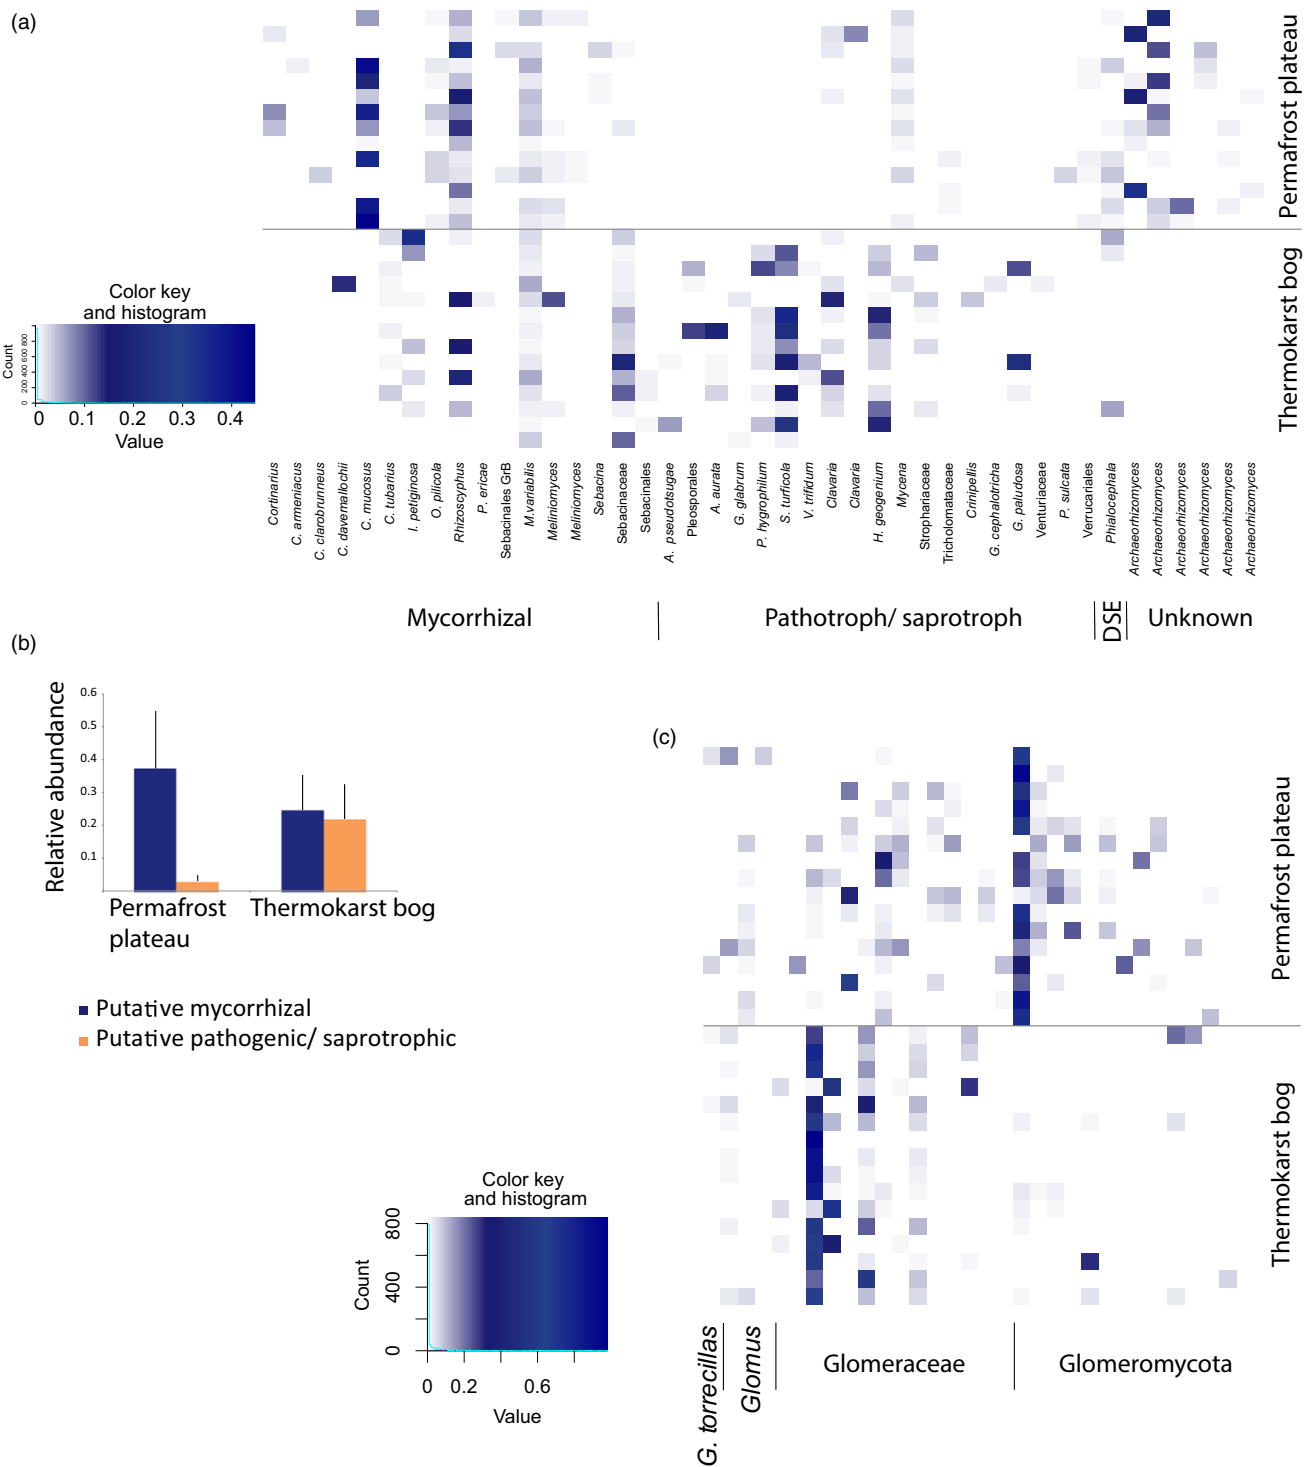 (a)
Permafrost plateau
Thermokarst bog
Color key
and histogram
Count
0 200 400 600 800
0 0.1 0.2 0.3 0.4
Value
Cortinarius
C. armeniacus
C. clarobrunneus
C. davemallochii
C. mucosus
C. tubarius
I. petiginosa
O. pilicola
Rhizoscyphus
P. ericae
Sebacinales GrB
M.variabilis
Meliniomyces
Meliniomyces
Sebacina
Sebacinaceae
Sebacinales
A. pseudotsugae
Pleosporales
A. aurata
G. glabrum
P. hygrophilum
S. turficola
V. trifidum
Clavaria
Clavaria
H. geogenium
Mycena
Strophariaceae
Tricholomataceae
Crinipellis
G. cephalotricha
G. paludosa
Venturiaceae
P. sulcata
Verrucariales
Phialocephala
Archaeorhizomyces
Archaeorhizomyces
Archaeorhizomyces
Archaeorhizomyces
Archaeorhizomyces
Archaeorhizomyces
Mycorrhizal
Pathotroph/ saprotroph
DSE
Unknown
(b)
Relative abundance
0.6
0.5
0.4
0.3
0.2
0.1
Permafrost
plateau
Thermokarst bog
Putative mycorrhizal
Putative pathogenic/ saprotrophic
(c)
Permafrost plateau
Thermokarst bog
Color key
and histogram
Count
0 400 800
0 0.2 0.6
Value
G. torrecillas
Glomus
Glomeraceae
Glomeromycota